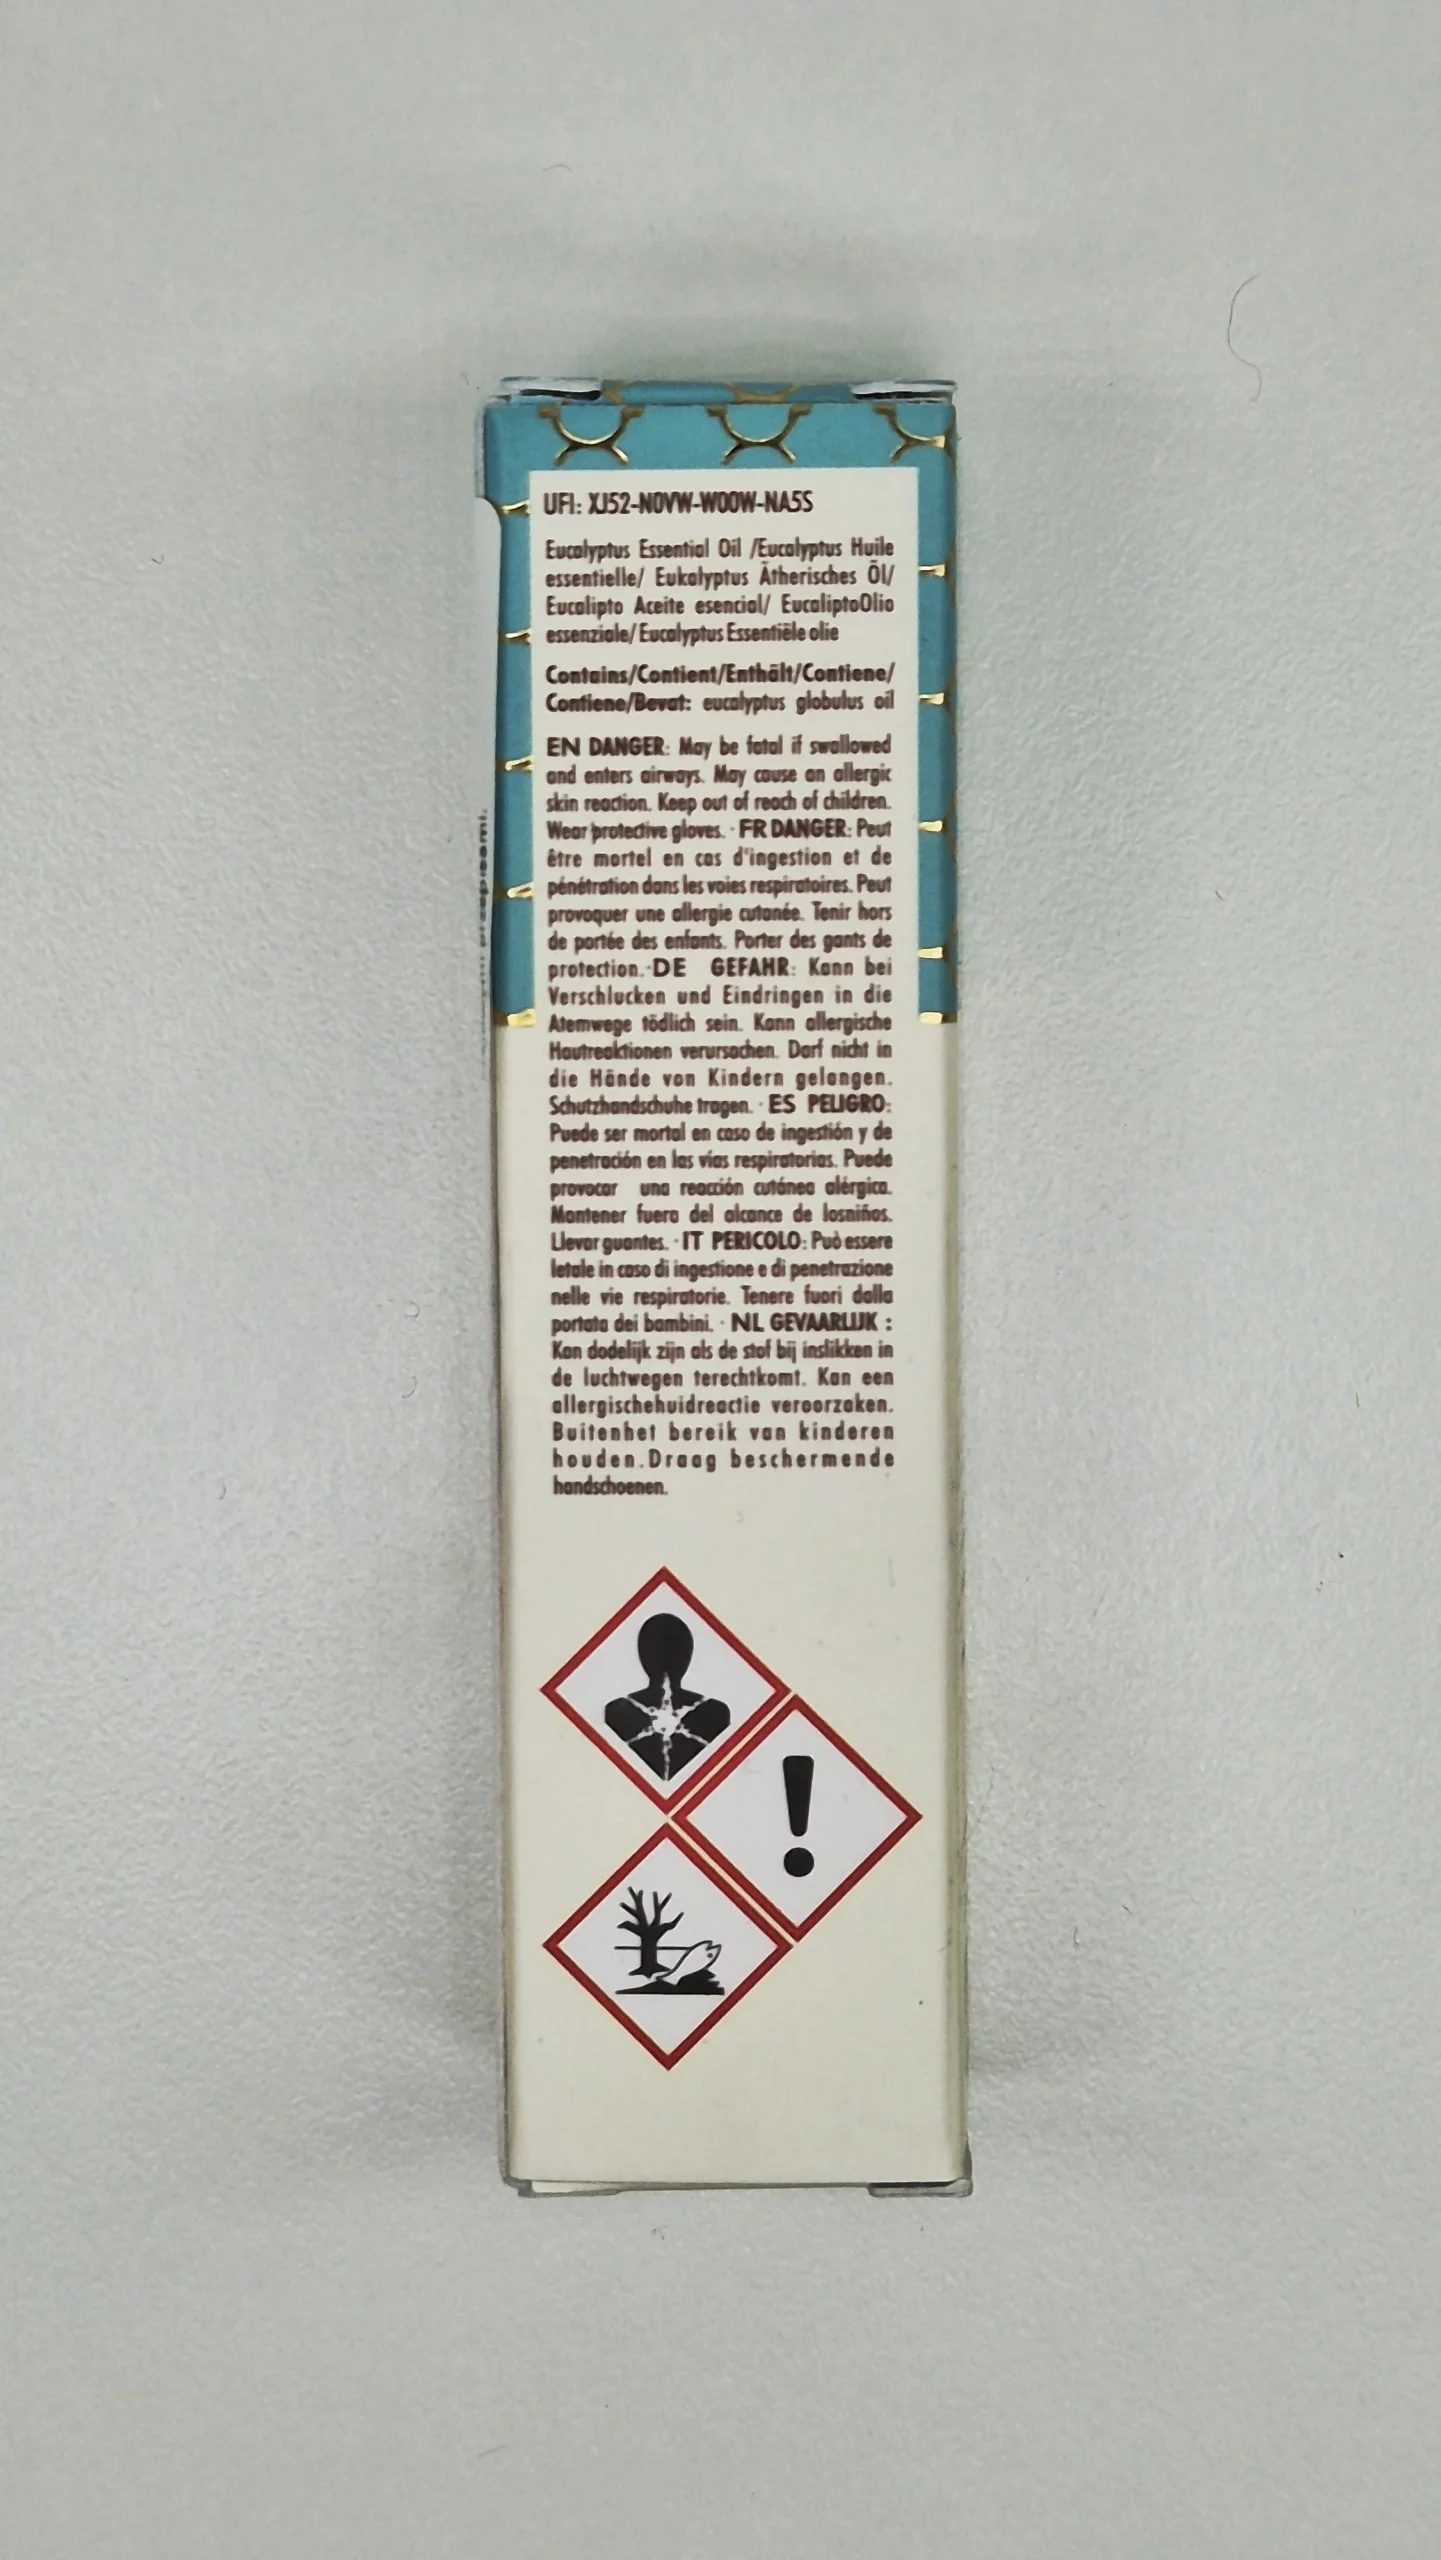 UFI: XJ52-N0VW-W00W-NA5S
Eucalyptus Essential Oil /Eucalyptus Huile
essentielle/ Eukalyptus Ätherisches Öl/
Eucalipto Aceite esencial/ EucaliptoOlio
essenziale/ Eucalyptus Essentiële olie
Contains/Contient/Enthält/Contiene/
Contiene/Bevat: eucalyptus globulus oil
EN DANGER: May be fatal if swallowed
and enters airways. May cause an allergic
skin reaction. Keep out of reach of children.
Wear protective gloves. · FR DANGER: Peut
être mortel en cas d'ingestion et de
pénétration dans les voies respiratoires. Peut
provoquer une allergie cutanée. Tenir hors
de portée des enfants. Porter des gants de
protection. · DE GEFAHR: Kann bei
Verschlucken und Eindringen in die
Atemwege tödlich sein. Kann allergische
Hautreaktionen verursachen. Darf nicht in
die Hände von Kindern gelangen.
Schutzhandschuhe tragen. · ES PELIGRO:
Puede ser mortal en caso de ingestión y de
penetración en las vías respiratorias. Puede
provocar una reacción cutánea alérgica.
Mantener fuera del alcance de losniños.
Llevar guantes. · IT PERICOLO: Può essere
letale in caso di ingestione e di penetrazione
nelle vie respiratorie. Tenere fuori dalla
portata dei bambini. · NL GEVAARLIJK :
Kan dodelijk zijn als de stof bij inslikken in
de luchtwegen terechtkomt. Kan een
allergischehuidreactie veroorzaken.
Buitenhet bereik van kinderen
houden.Draag beschermende
handschoenen.